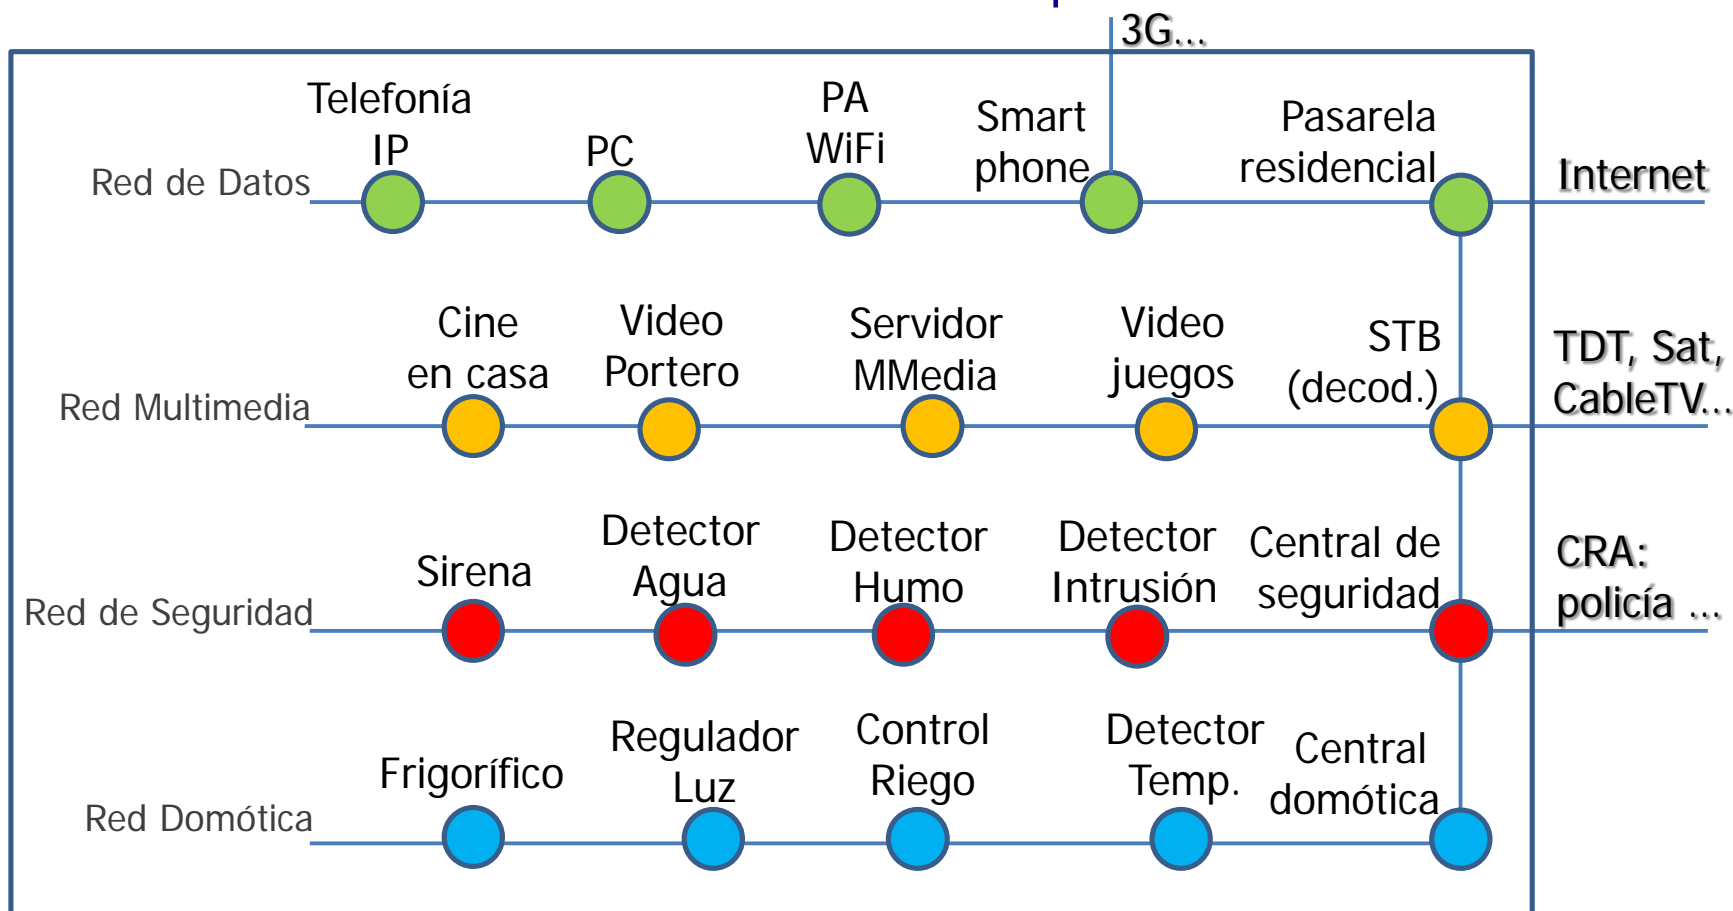 3G...
Telefonía
IP
PC
PA
WiFi
Smart
phone
Pasarela
residencial
Red de Datos
Internet
Cine
en casa
Video
Portero
Servidor
MMedia
Video
juegos
STB
(decod.)
Red Multimedia
TDT, Sat,
CableTV...
Sirena
Detector
Agua
Detector
Humo
Detector
Intrusión
Central de
seguridad
Red de Seguridad
CRA:
policía ...
Frigorífico
Regulador
Luz
Control
Riego
Detector
Temp.
Central
domótica
Red Domótica